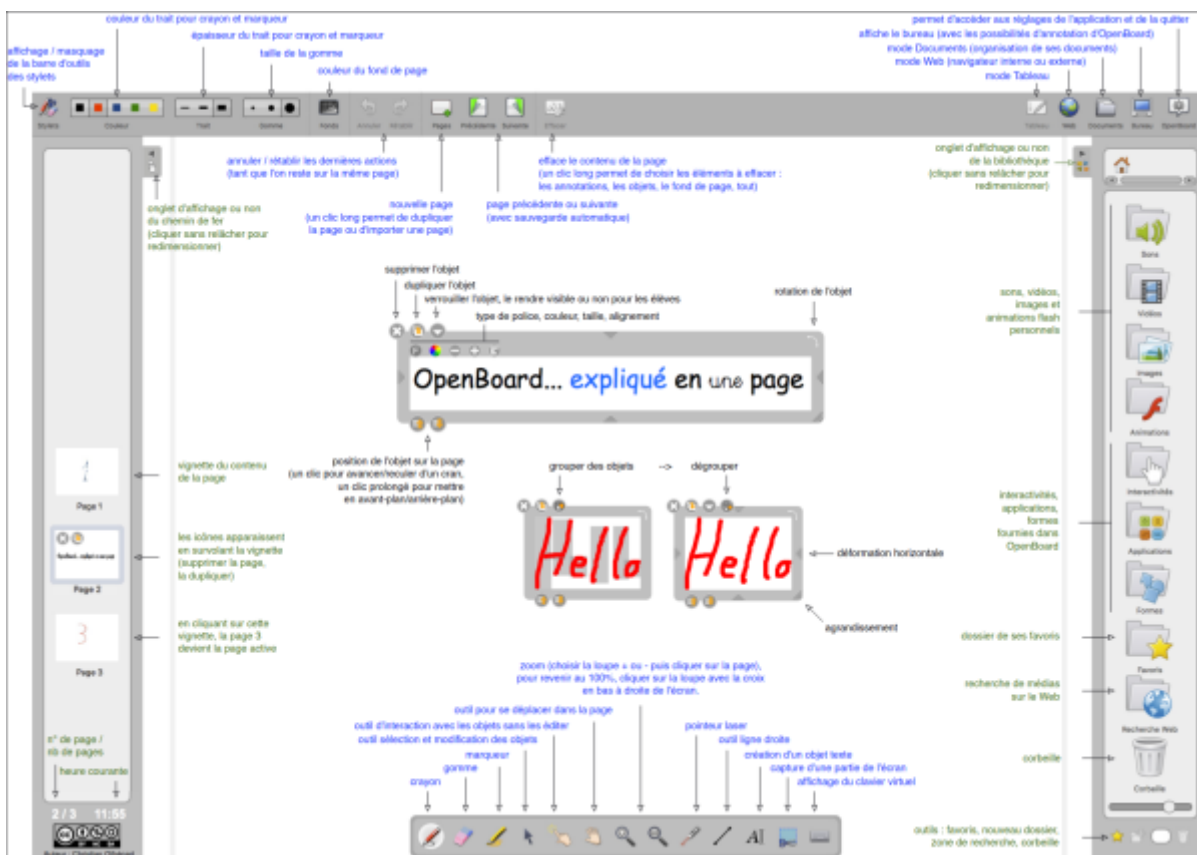 couleur du trait pour crayon et marqueur
épaisseur du trait pour crayon et marqueur
taille de la gomme
couleur du fond de page
affichage / masquage
de la barre d'outils
des stylets
permet d'accéder aux réglages de l'application et de la quitter
affiche le bureau (avec les possibilités d'annotation d'OpenBoard)
mode Documents (organisation de ses documents)
mode Web (navigateur interne ou externe)
mode Tableau
Stylets
Couleur
Trait
Gomme
Fonds
Annuler
Rétablir
Pages
Précédente
Suivante
Effacer
Tableau
Web
Documents
Bureau
OpenBoard
annuler / rétablir les dernières actions
(tant que l'on reste sur la même page)
nouvelle page
(un clic long permet de dupliquer
la page ou d'importer une page)
page précédente ou suivante
(avec sauvegarde automatique)
efface le contenu de la page
(un clic long permet de choisir les éléments à effacer :
les annotations, les objets, le fond de page, tout)
onglet d'affichage ou non
de la bibliothèque
(cliquer sans relâcher pour
redimensionner)
onglet d'affichage ou non
du chemin de fer
(cliquer sans relâcher pour
redimensionner)
supprimer l'objet
dupliquer l'objet
verrouiller l'objet, le rendre visible ou non pour les élèves
type de police, couleur, taille, alignement
rotation de l'objet
OpenBoard... expliqué en une page
position de l'objet sur la page
(un clic pour avancer/reculer d'un cran,
un clic prolongé pour mettre
en avant-plan/arrière-plan)
grouper des objets -> dégrouper
Hello
Hello
déformation horizontale
agrandissement
vignette du contenu
de la page
1
Page 1
les icônes apparaissent
en survolant la vignette
(supprimer la page,
la dupliquer)
Page 2
en cliquant sur cette
vignette, la page 3
devient la page active
3
Page 3
n° de page /
nb de pages
heure courante
2 / 3 11:55
sons, vidéos,
images et
animations flash
personnels
Sons
Vidéos
Images
Animations
interactivités,
applications,
formes
fournies dans
OpenBoard
Interactivités
Applications
Formes
dossier de ses favoris
Favoris
recherche de médias
sur le Web
Recherche Web
corbeille
Corbeille
outils : favoris, nouveau dossier,
zone de recherche, corbeille
zoom (choisir la loupe + ou - puis cliquer sur la page),
pour revenir au 100%, cliquer sur la loupe avec la croix
en bas à droite de l'écran.
outil pour se déplacer dans la page
outil d'interaction avec les objets sans les éditer
outil sélection et modification des objets
marqueur
gomme
crayon
pointeur laser
outil ligne droite
création d'un objet texte
capture d'une partie de l'écran
affichage du clavier virtuel